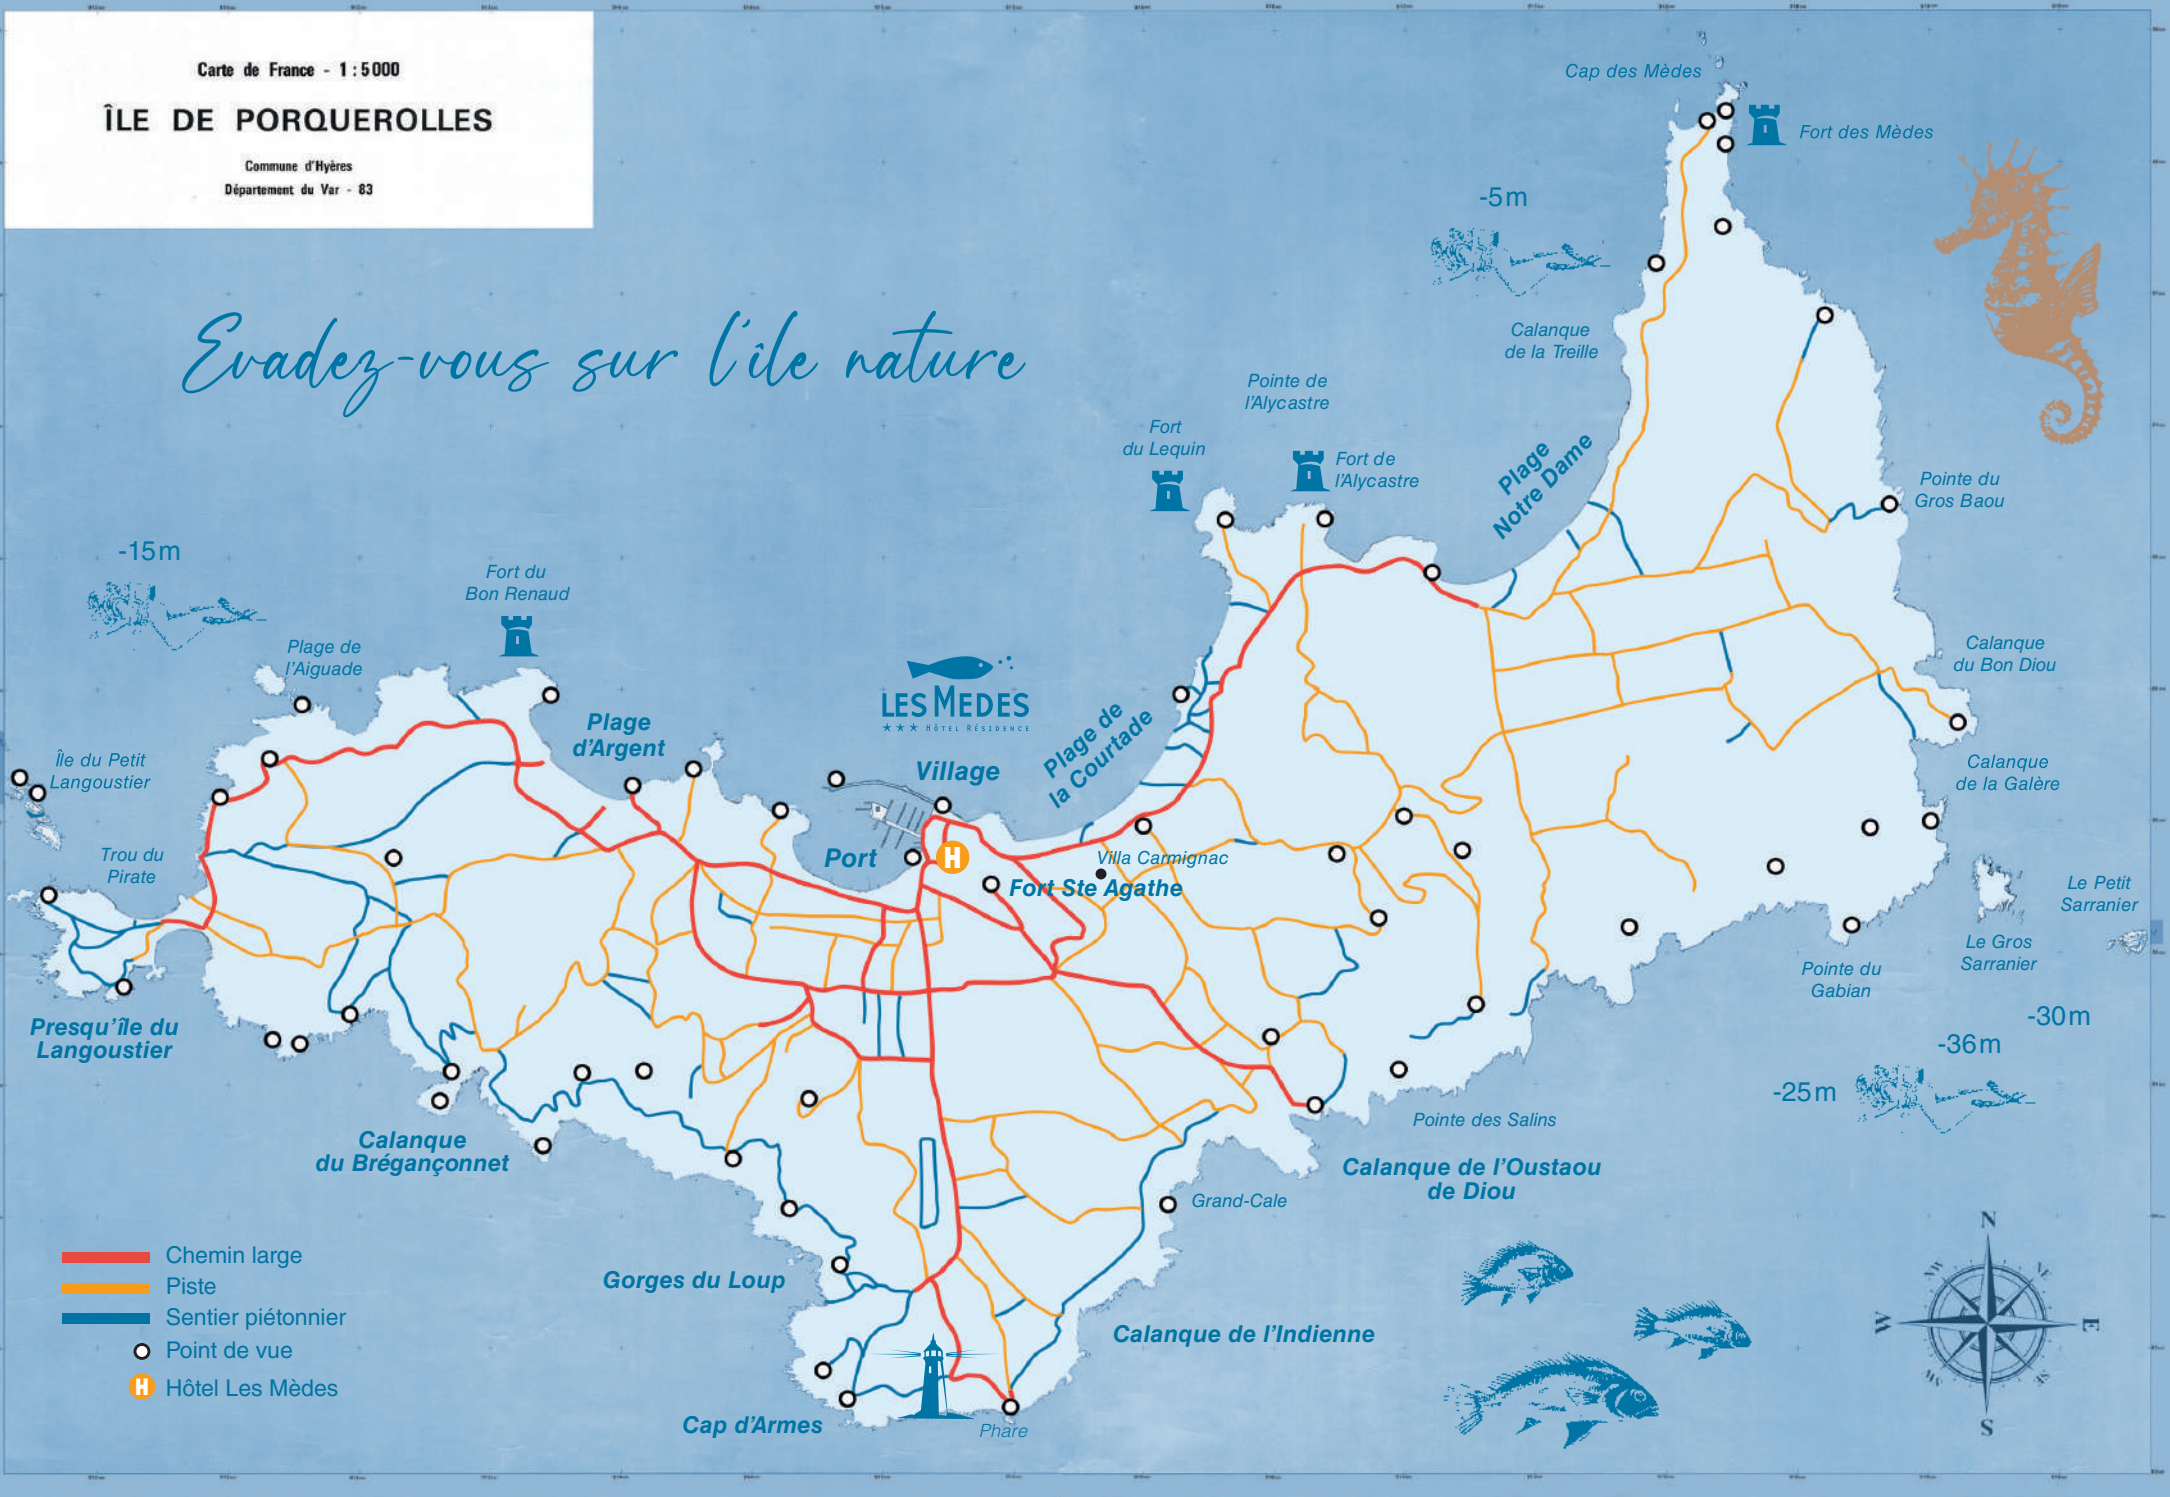 Carte de France - 1 : 5 000
ÎLE DE PORQUEROLLES
Commune d'Hyères
Département du Var - 83
Evadez-vous sur l'île nature
Cap des Mèdes
Fort des Mèdes
-5m
Calanque
de la Treille
Pointe de
l'Alycastre
Fort
du Lequin
Fort de
l'Alycastre
Plage
Notre Dame
Pointe du
Gros Baou
-15m
Fort du
Bon Renaud
Plage de
l'Aiguade
Calanque
du Bon Diou
LES MEDES
★★★ HÔTEL RÉSIDENCE
Plage
d'Argent
Plage de
la Courtade
Île du Petit
Langoustier
Village
Calanque
de la Galère
Trou du
Pirate
Port
H
Villa Carmignac
Fort Ste Agathe
Le Petit
Sarranier
Le Gros
Sarranier
Pointe du
Gabian
Presqu'île du
Langoustier
-30m
-36m
-25m
Pointe des Salins
Calanque
du Brégançonnet
Calanque de l'Oustaou
de Diou
Grand-Cale
Gorges du Loup
Calanque de l'Indienne
Cap d'Armes
Phare
Chemin large
Piste
Sentier piétonnier
Point de vue
H Hôtel Les Mèdes
N
NW
NE
W
E
SW
SE
S